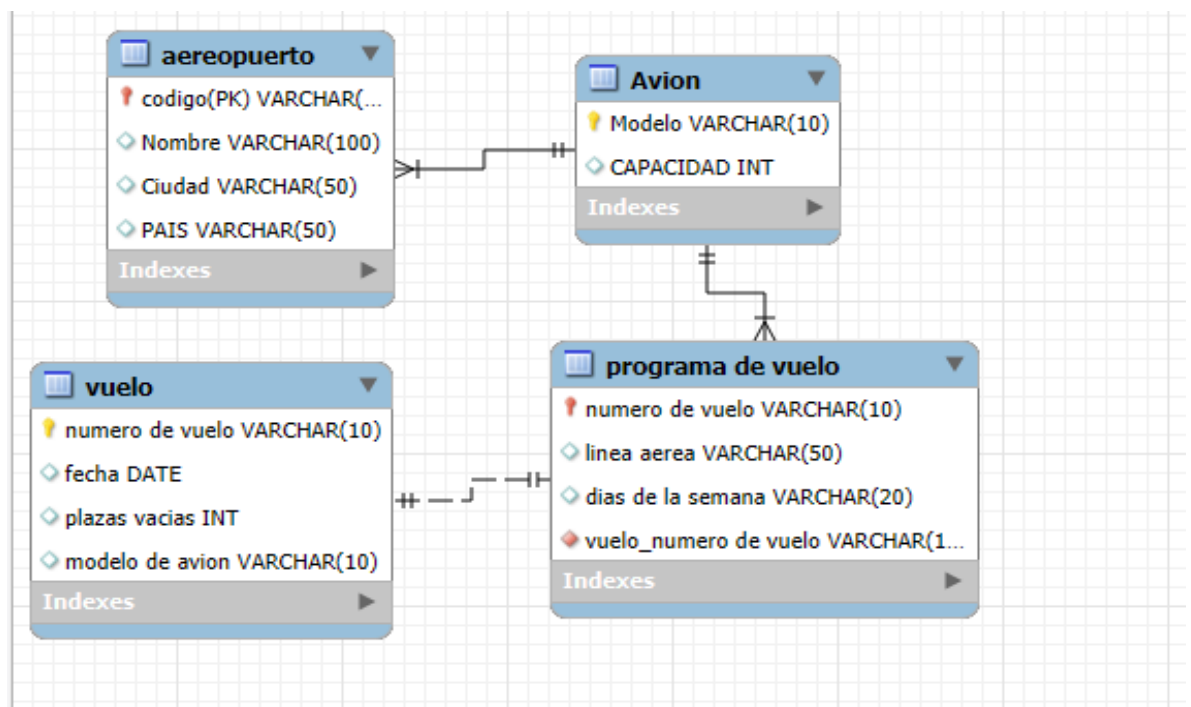 aereopuerto
codigo(PK) VARCHAR(...
Nombre VARCHAR(100)
Ciudad VARCHAR(50)
PAIS VARCHAR(50)
Indexes
Avion
Modelo VARCHAR(10)
CAPACIDAD INT
Indexes
vuelo
numero de vuelo VARCHAR(10)
fecha DATE
plazas vacias INT
modelo de avion VARCHAR(10)
Indexes
programa de vuelo
numero de vuelo VARCHAR(10)
linea aerea VARCHAR(50)
dias de la semana VARCHAR(20)
vuelo_numero de vuelo VARCHAR(1...
Indexes